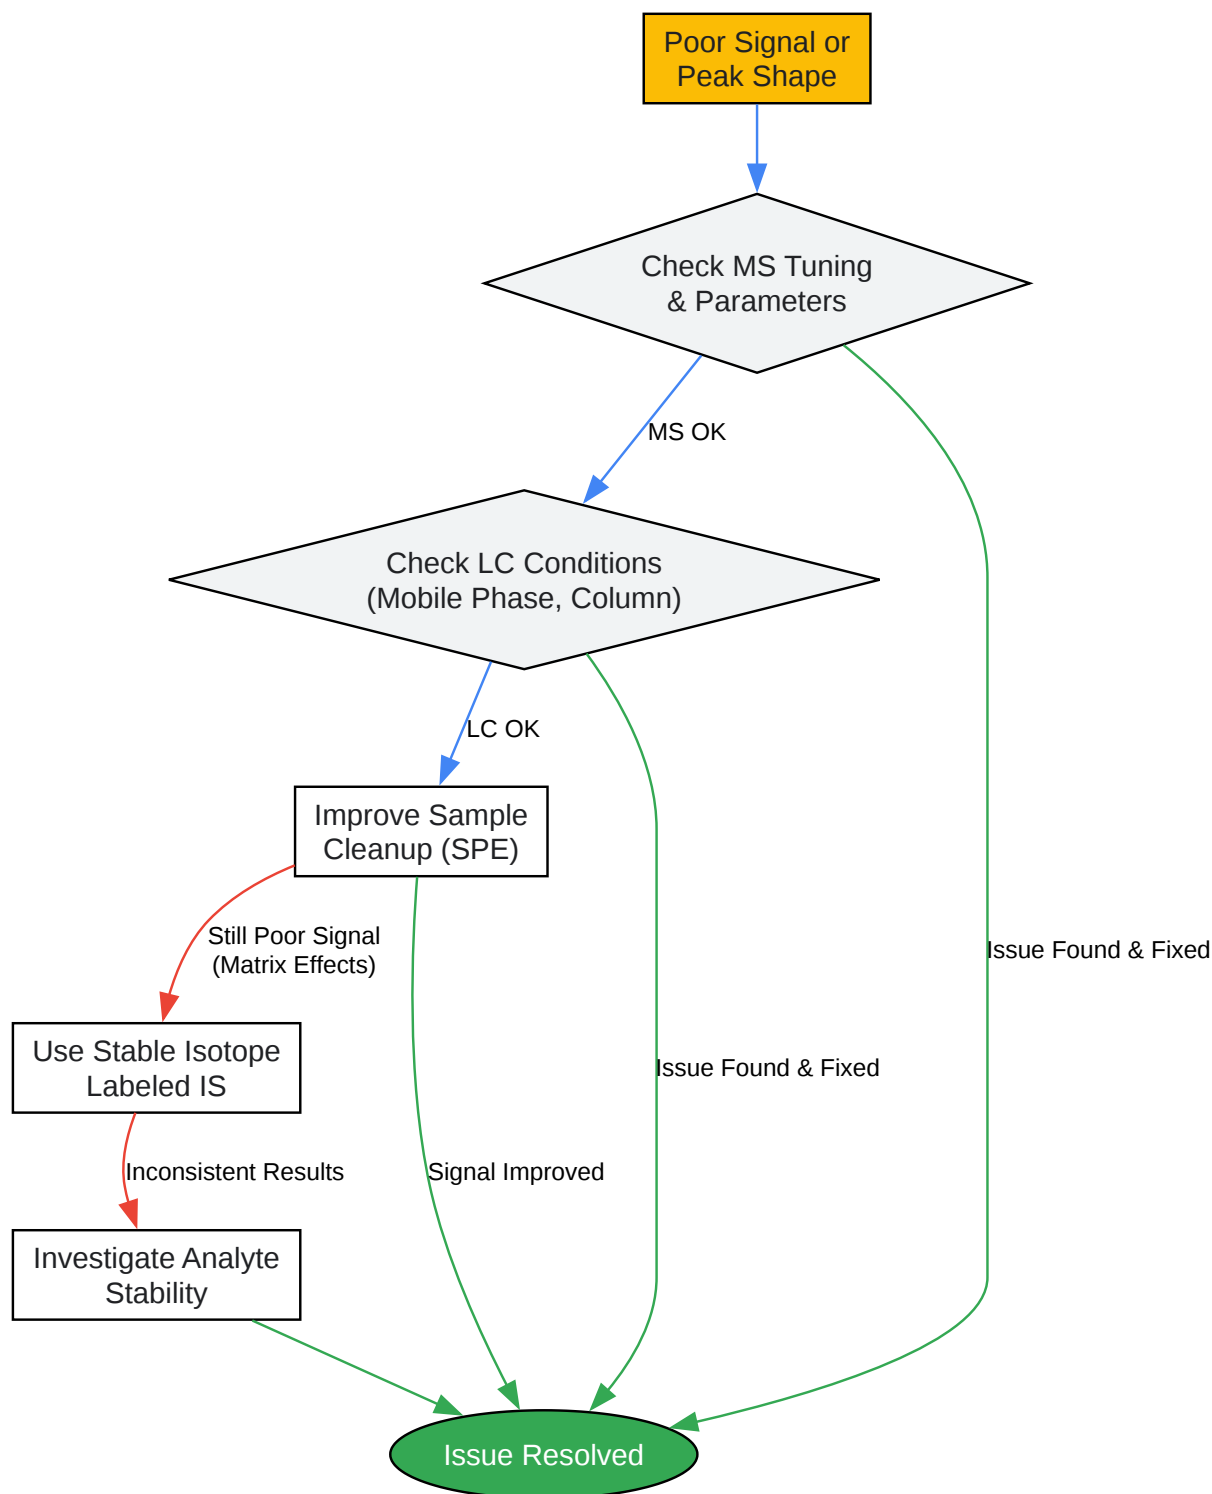 Poor Signal or
Peak Shape
Check MS Tuning
& Parameters
MS OK
Check LC Conditions
(Mobile Phase, Column)
LC OK
Improve Sample
Cleanup (SPE)
Still Poor Signal
(Matrix Effects)
Issue Found & Fixed
Use Stable Isotope
Labeled IS
Issue Found & Fixed
Inconsistent Results
Signal Improved
Investigate Analyte
Stability
Issue Resolved